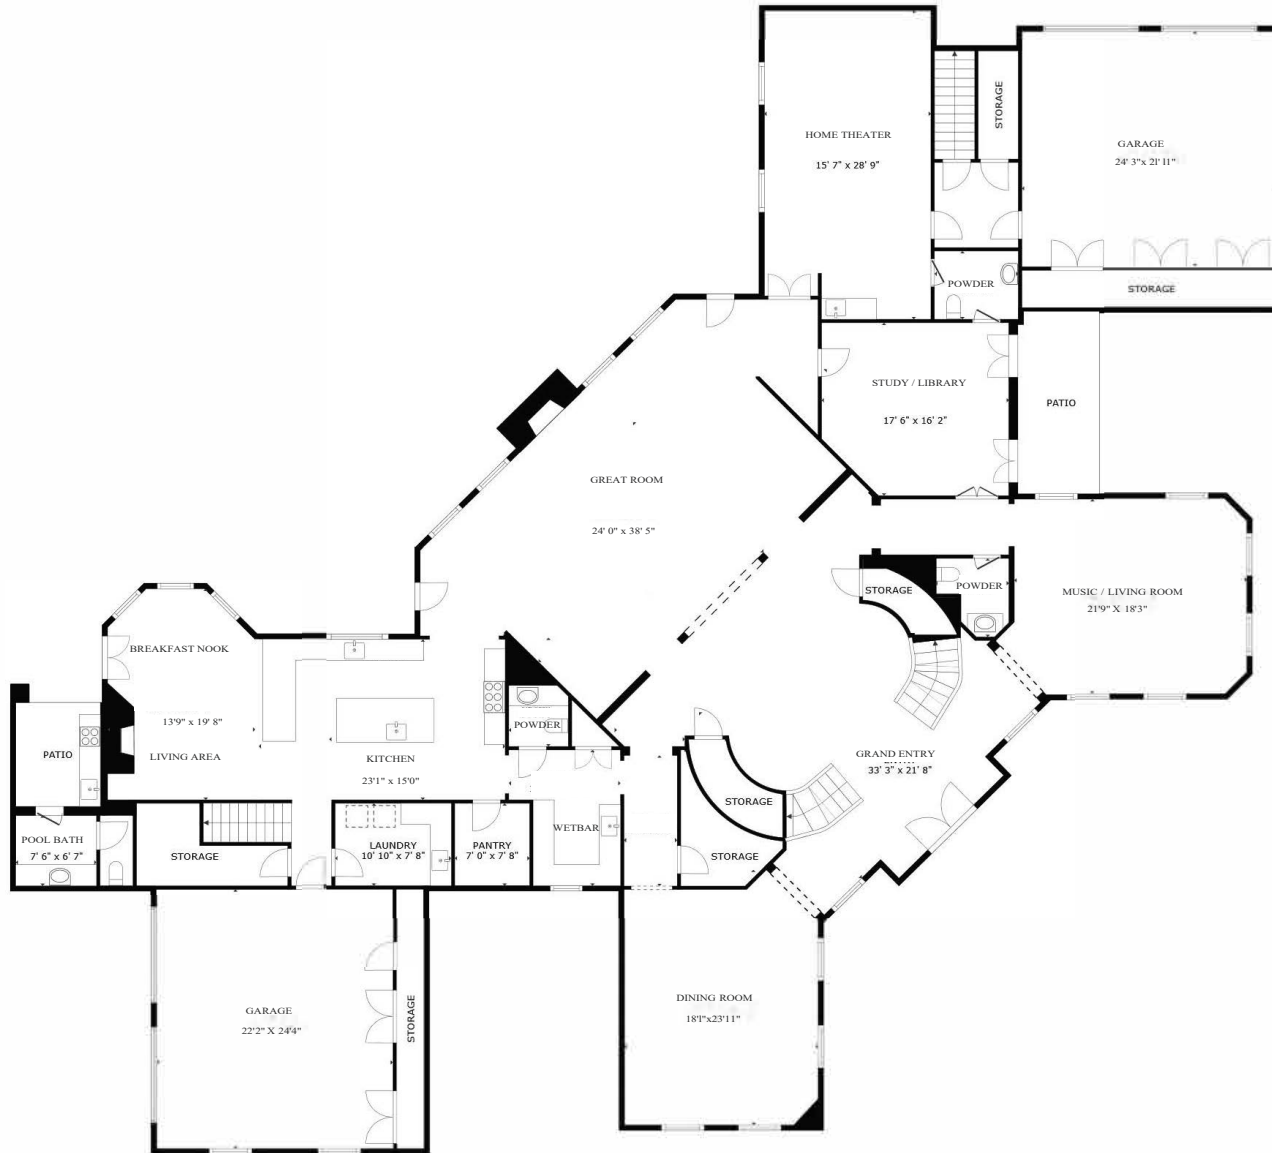 HOME THEATER
15' 7" x 28' 9"
STORAGE
GARAGE
24' 3"x 21' 11"
POWDER
STORAGE
STUDY / LIBRARY
17' 6" x 16' 2"
PATIO
GREAT ROOM
24' 0" x 38' 5"
STORAGE
POWDER
MUSIC / LIVING ROOM
21'9" X 18'3"
BREAKFAST NOOK
13'9" x 19' 8"
LIVING AREA
PATIO
KITCHEN
23'1" x 15'0"
POWDER
GRAND ENTRY
33' 3" x 21' 8"
STORAGE
STORAGE
WETBAR
POOL BATH
7' 6" x 6' 7"
STORAGE
LAUNDRY
10' 10" x 7' 8"
PANTRY
7' 0" x 7' 8"
GARAGE
22'2" X 24'4"
STORAGE
DINING ROOM
18'1"x23'11"